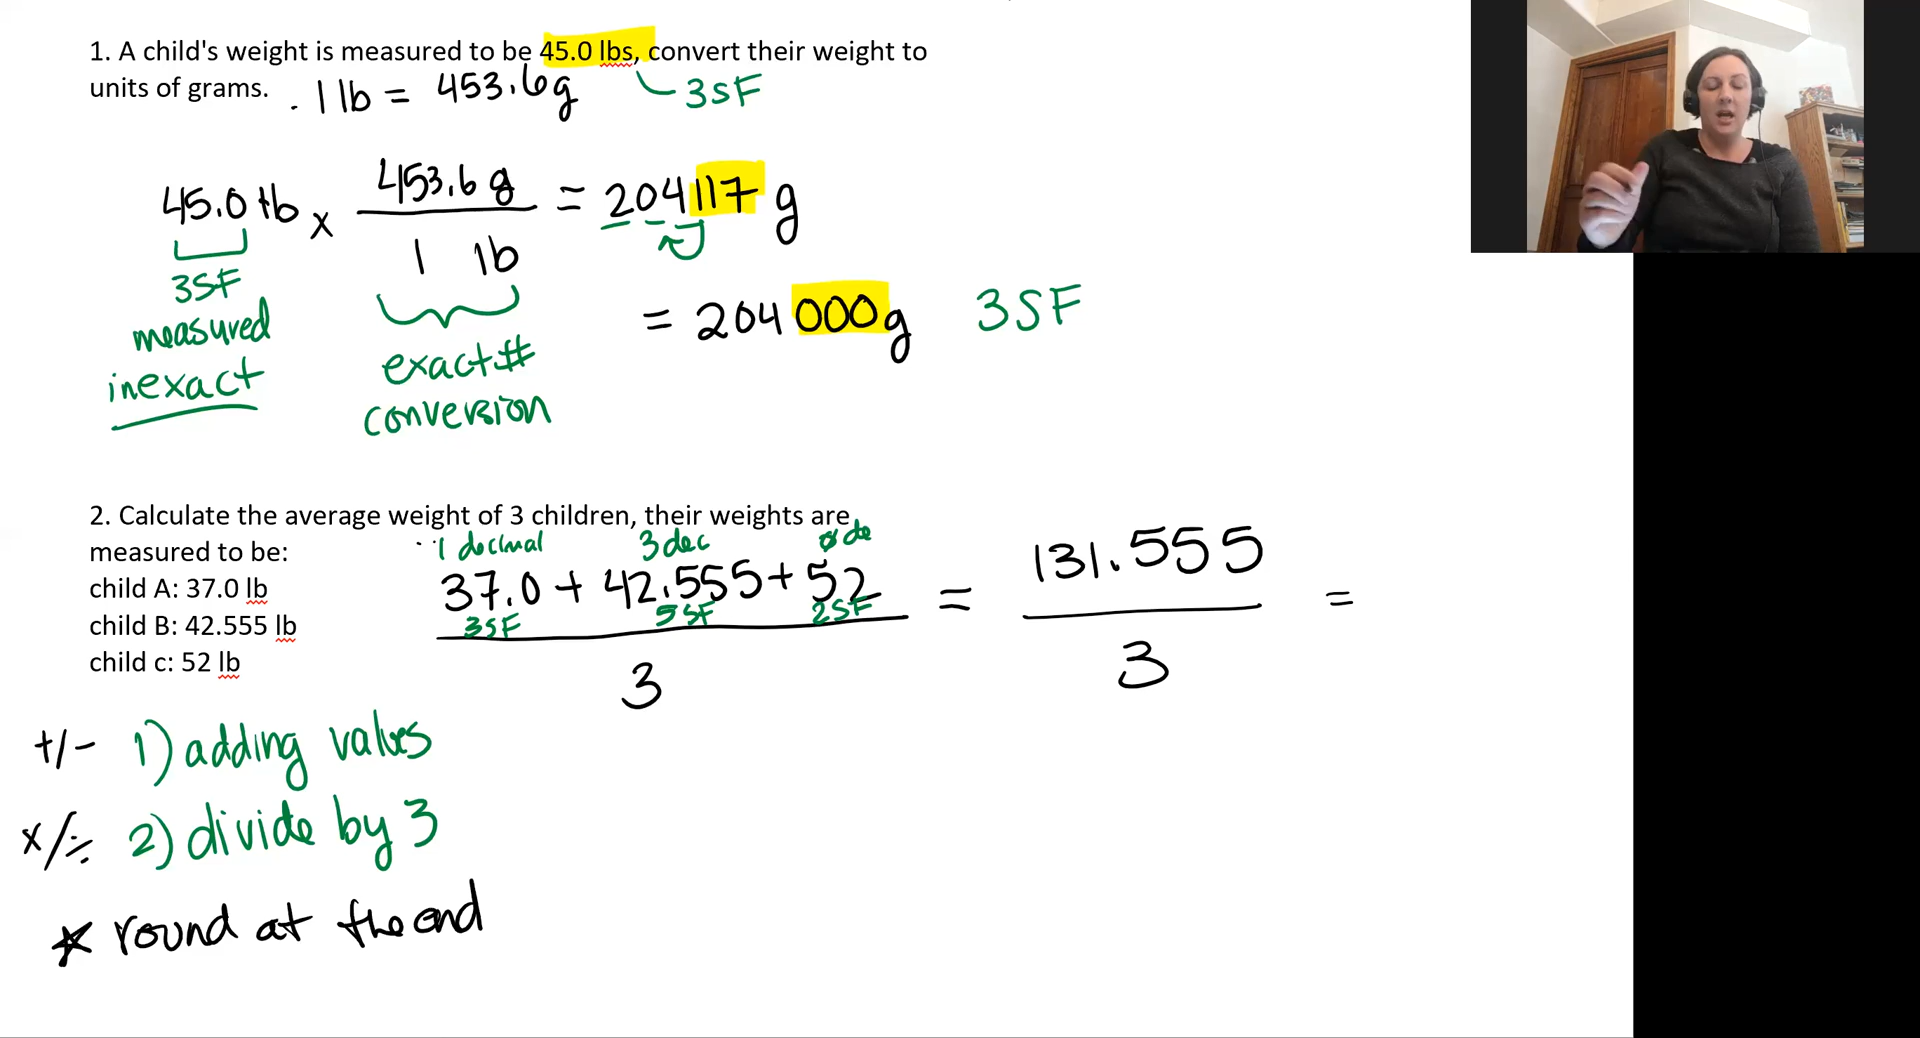 1. A child's weight is measured to be 45.0 lbs, convert their weight to
units of grams. . 1 lb = 453.6g 3SF
45.0 lb x 453.6 g = 204117 g
1 lb
3SF
measured
inexact
exact#
conversion
= 204000g 3SF
2. Calculate the average weight of 3 children, their weights are
measured to be:
child A: 37.0 lb
child B: 42.555 lb
child c: 52 lb
1 decimal 3 dec 0 de
37.0 + 42.555 + 52 = 131.555 =
3SF 5SF 2SF
3 3
+/- 1) adding values
x/÷ 2) divide by 3
* round at the end